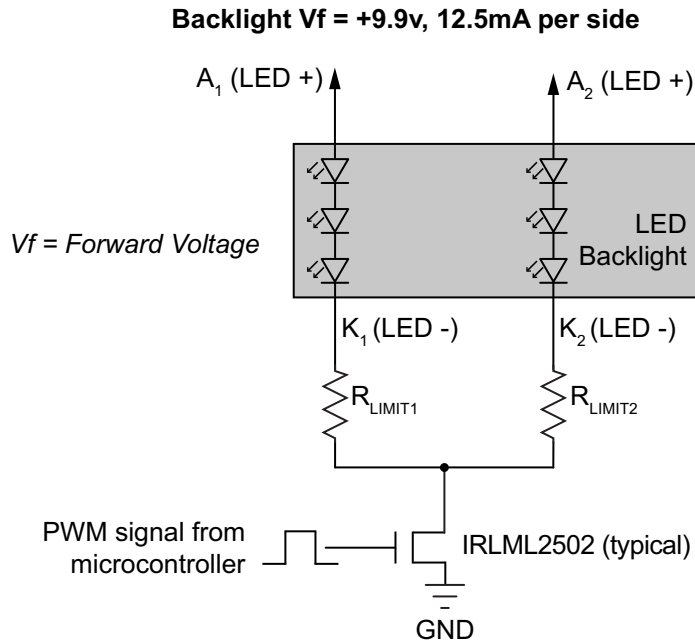 Backlight Vf = +9.9v, 12.5mA per side
A1 (LED +)
A2 (LED +)
Vf = Forward Voltage
LED
Backlight
K1 (LED -)
K2 (LED -)
RLIMIT1
RLIMIT2
PWM signal from
microcontroller
IRLML2502 (typical)
GND